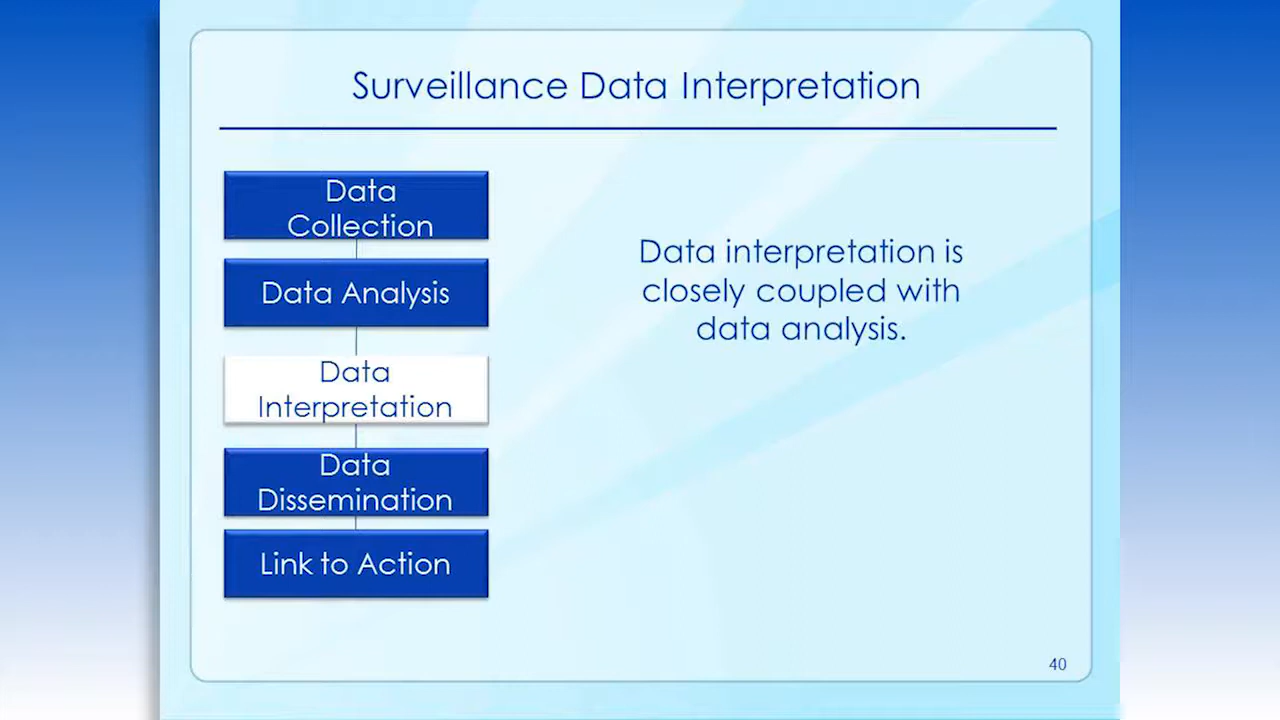 Surveillance Data Interpretation
Data
Collection
Data Analysis
Data
Interpretation
Data
Dissemination
Link to Action
Data interpretation is
closely coupled with
data analysis.
40